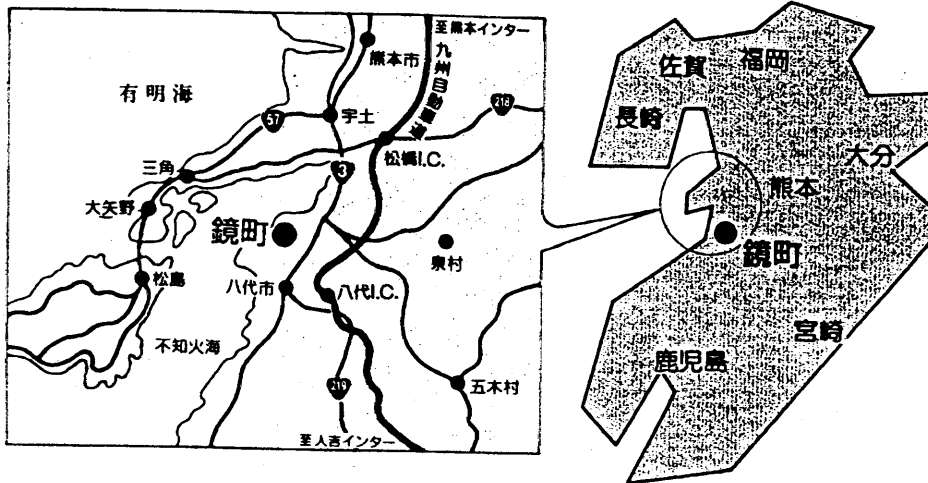 至熊本インター
熊本市
九州自動車道
有明海
218
57
宇土
松橋I.C.
三角
3
大矢野
鏡町
泉村
松島
八代市
八代I.C.
不知火海
219
五木村
至人吉インター
佐賀
福岡
長崎
大分
熊本
鏡町
宮崎
鹿児島